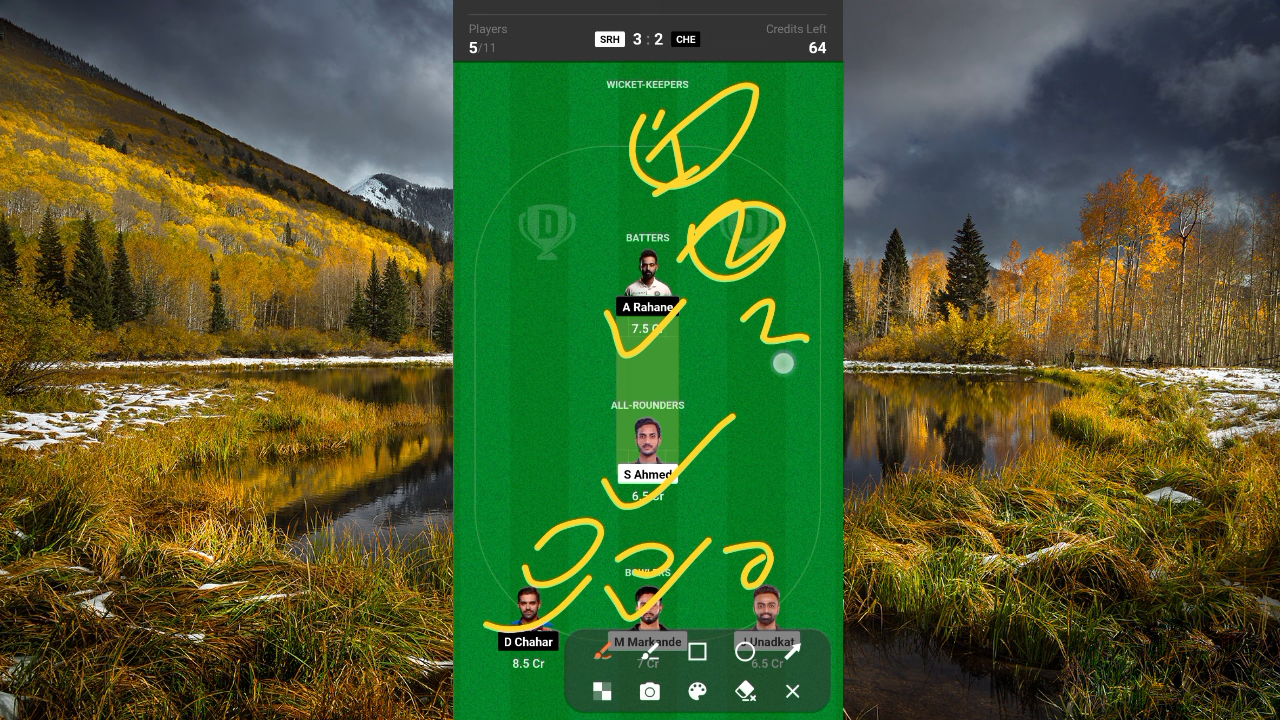 Players
5/11
SRH 3 : 2 CHE
Credits Left
64
WICKET-KEEPERS
D D
BATTERS
A Rahane
7.5 Cr
2
ALL-ROUNDERS
S Ahmed
6.5 Cr
BOWLERS
D Chahar M Markande J Unadkat
8.5 Cr 7 Cr 6.5 Cr